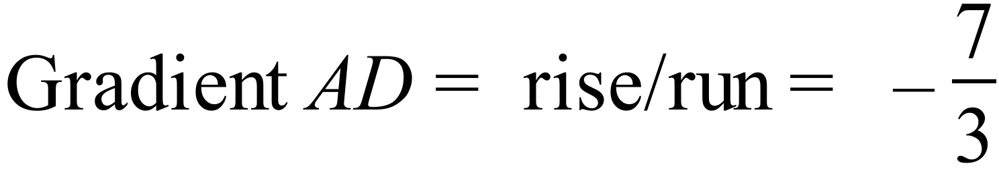 Gradient AD = rise/run = −7/3